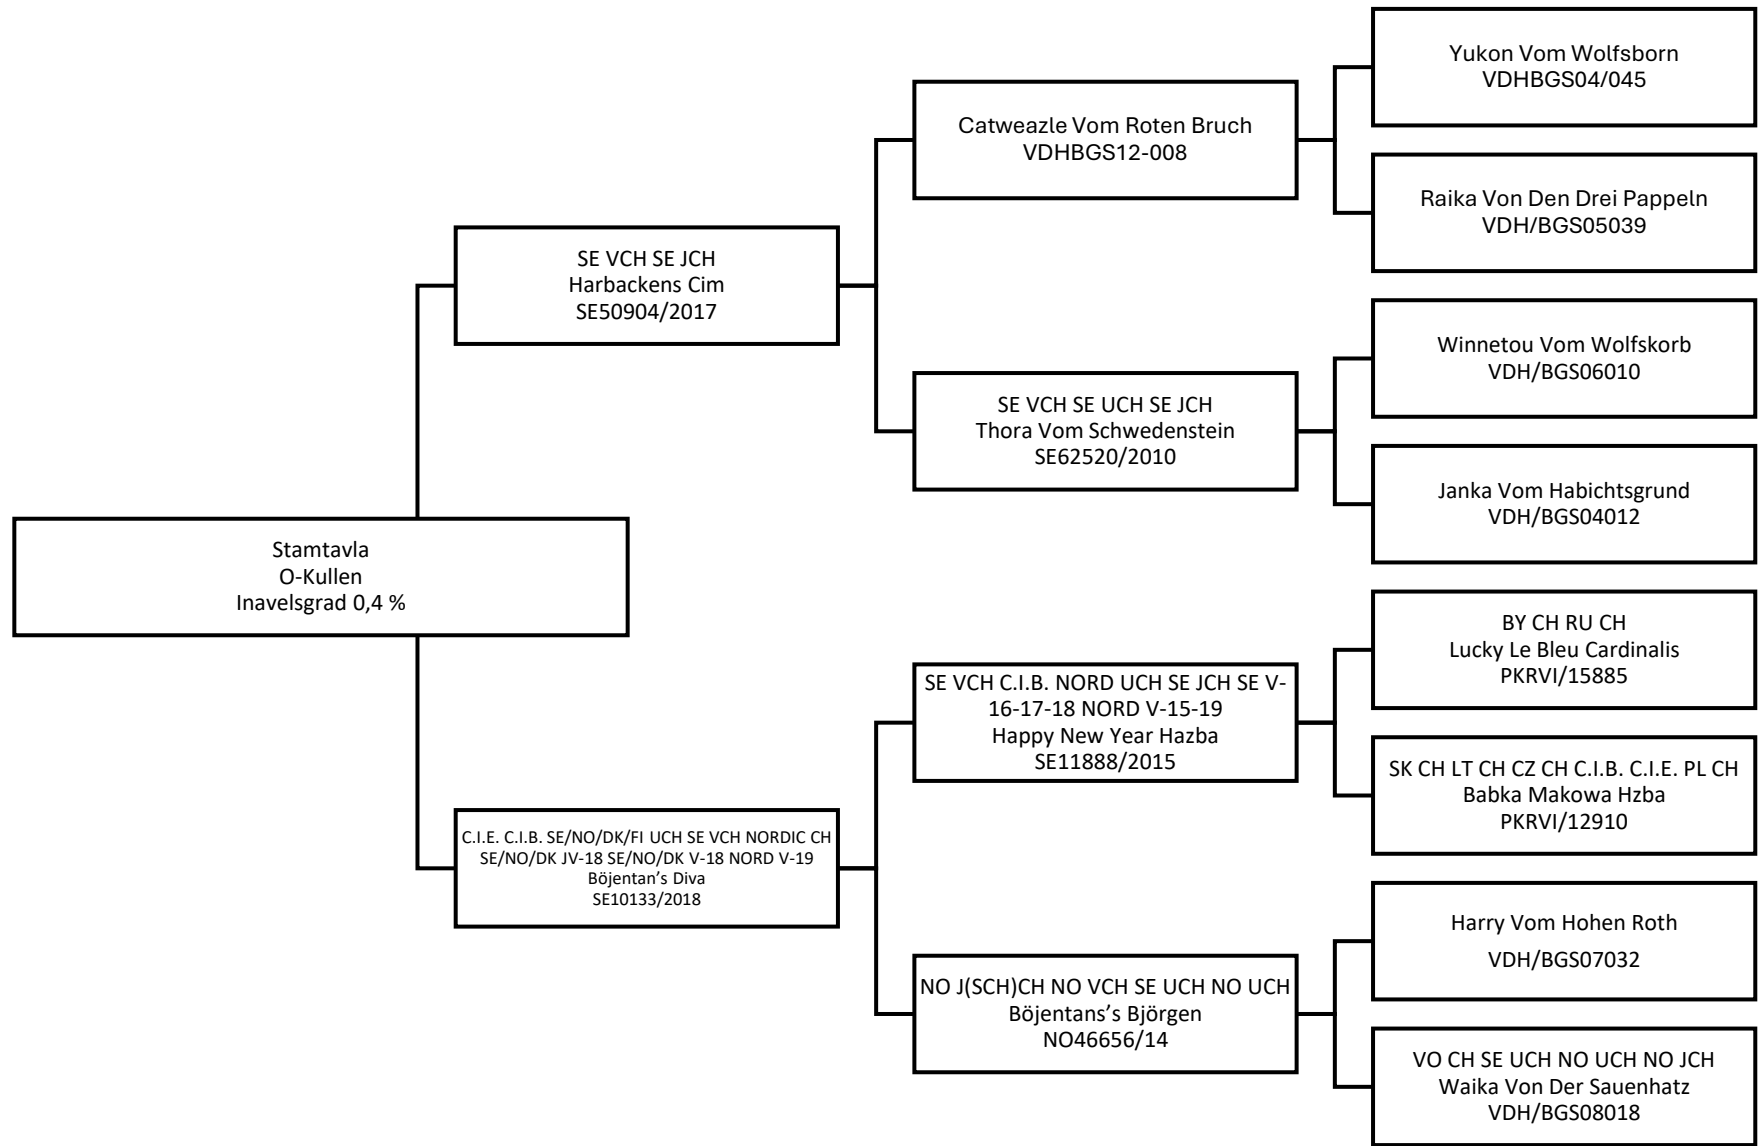 Stamtavla
O-Kullen
Inavelsgrad 0,4 %
SE VCH SE JCH
Harbackens Cim
SE50904/2017
C.I.E. C.I.B. SE/NO/DK/FI UCH SE VCH NORDIC CH
SE/NO/DK JV-18 SE/NO/DK V-18 NORD V-19
Böjentan’s Diva
SE10133/2018
Catweazle Vom Roten Bruch
VDHBGS12-008
SE VCH SE UCH SE JCH
Thora Vom Schwedenstein
SE62520/2010
SE VCH C.I.B. NORD UCH SE JCH SE V-
16-17-18 NORD V-15-19
Happy New Year Hazba
SE11888/2015
NO J(SCH)CH NO VCH SE UCH NO UCH
Böjentans’s Björgen
NO46656/14
Yukon Vom Wolfsborn
VDHBGS04/045
Raika Von Den Drei Pappeln
VDH/BGS05039
Winnetou Vom Wolfskorb
VDH/BGS06010
Janka Vom Habichtsgrund
VDH/BGS04012
BY CH RU CH
Lucky Le Bleu Cardinalis
PKRVI/15885
SK CH LT CH CZ CH C.I.B. C.I.E. PL CH
Babka Makowa Hzba
PKRVI/12910
Harry Vom Hohen Roth
VDH/BGS07032
VO CH SE UCH NO UCH NO JCH
Waika Von Der Sauenhatz
VDH/BGS08018